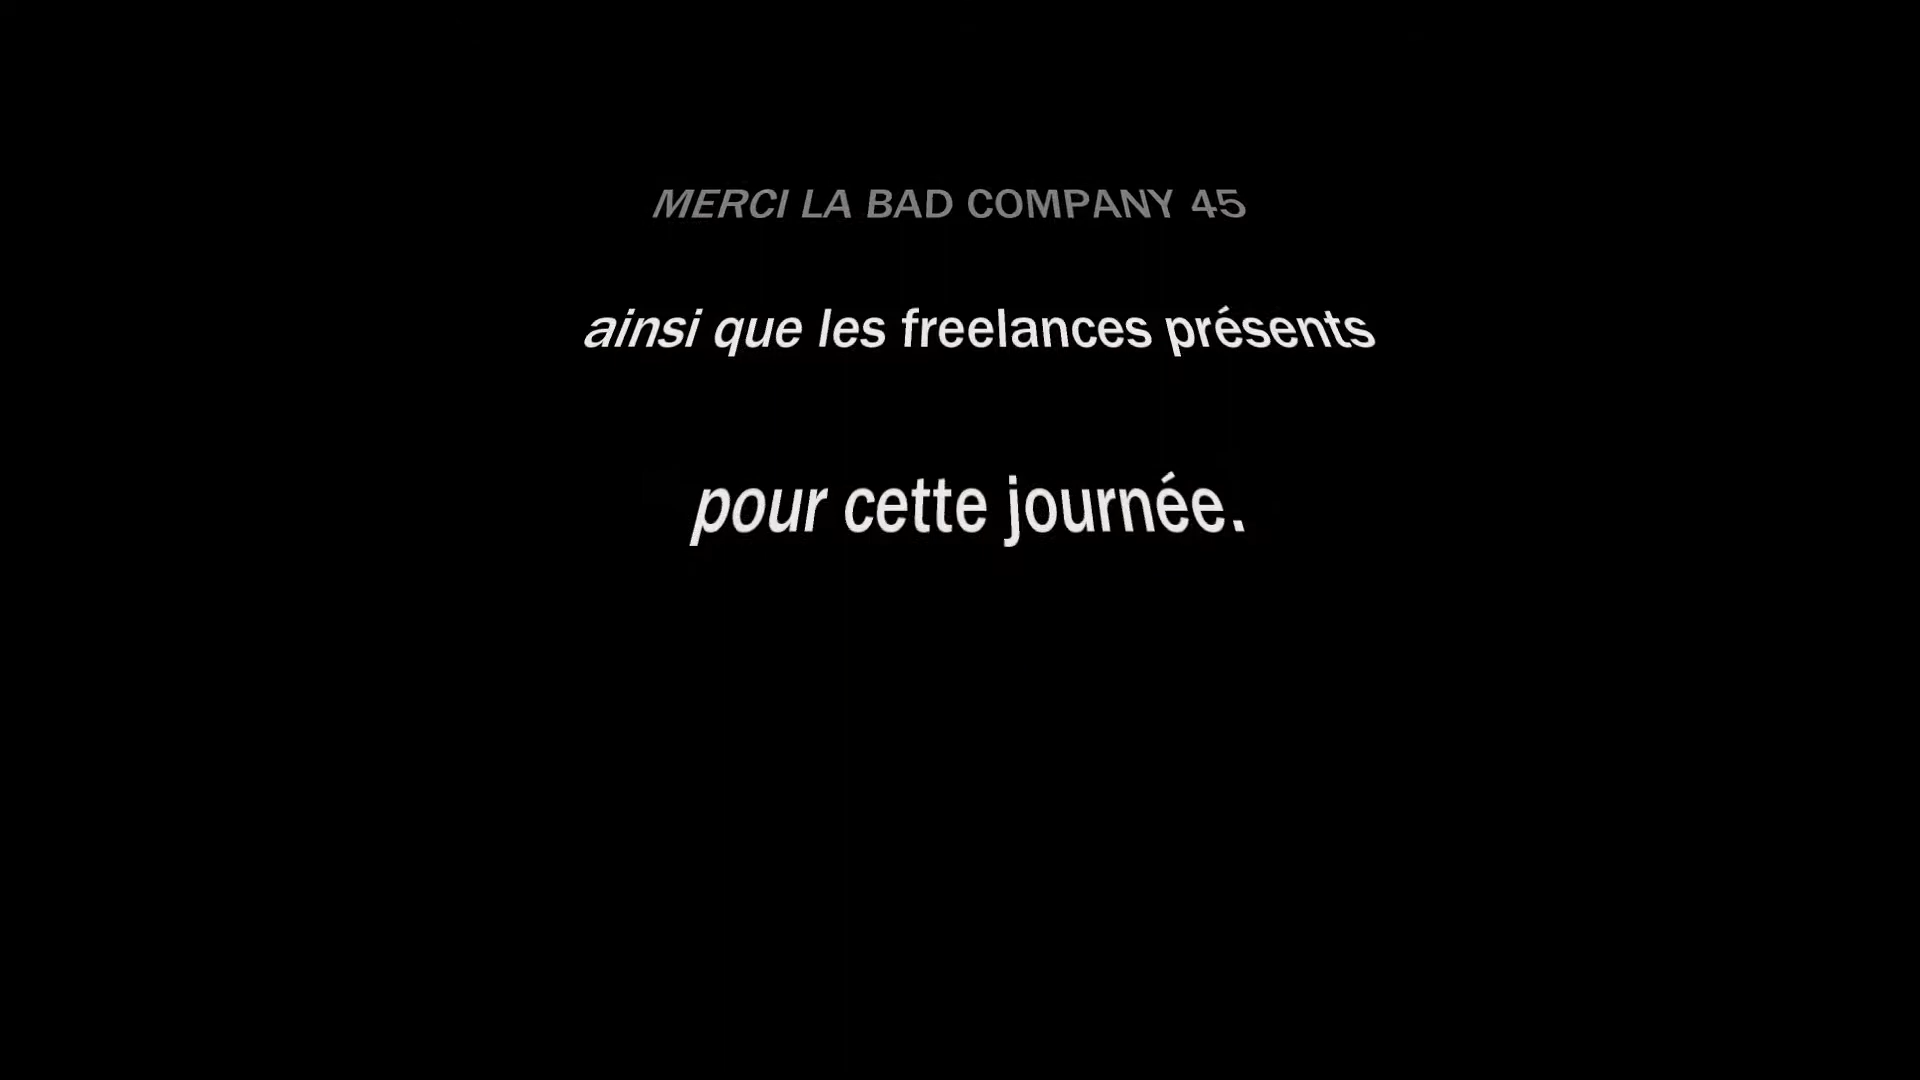 MERCI LA BAD COMPANY 45
ainsi que les freelances présents
pour cette journée.